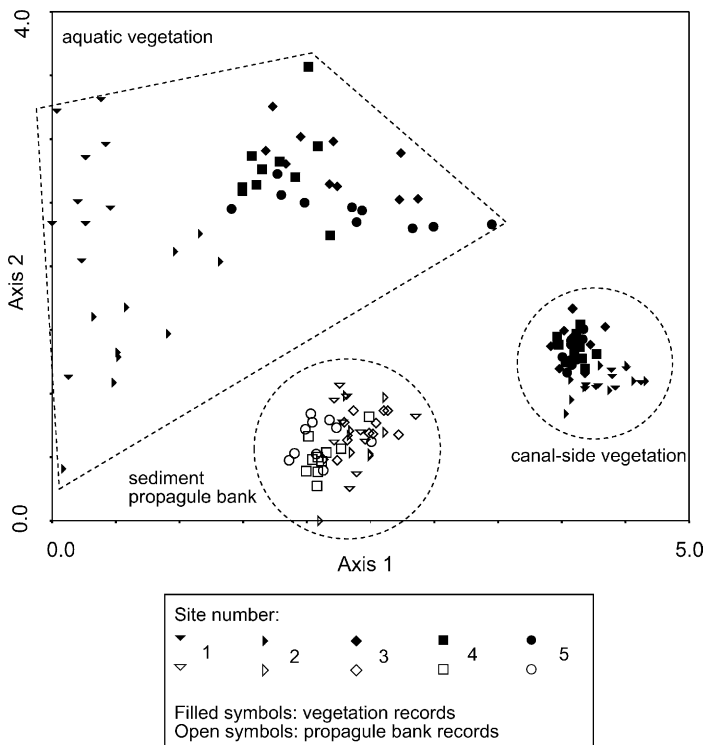 4.0
aquatic vegetation
Axis 2
canal-side vegetation
sediment
propagule bank
0.0
0.0
Axis 1
5.0
Site number:
1 2 3 4 5
Filled symbols: vegetation records
Open symbols: propagule bank records